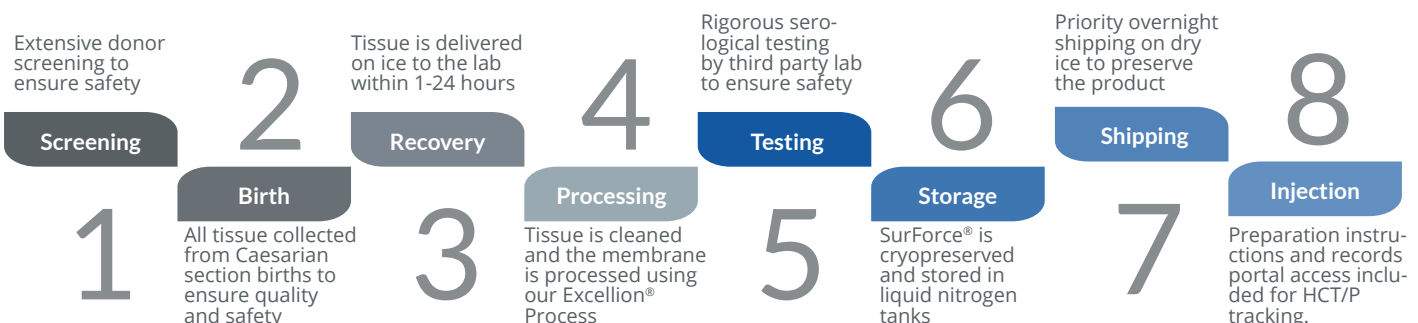 Extensive donor
screening to
ensure safety
Screening
1
2
Birth
All tissue collected
from Caesarian
section births to
ensure quality
and safety
Tissue is delivered
on ice to the lab
within 1-24 hours
Recovery
3
4
Processing
Tissue is cleaned
and the membrane
is processed using
our Excellion®
Process
Rigorous sero-
logical testing
by third party lab
to ensure safety
Testing
5
6
Storage
SurForce® is
cryopreserved
and stored in
liquid nitrogen
tanks
Priority overnight
shipping on dry
ice to preserve
the product
Shipping
7
8
Injection
Preparation instru-
ctions and records
portal access inclu-
ded for HCT/P
tracking.